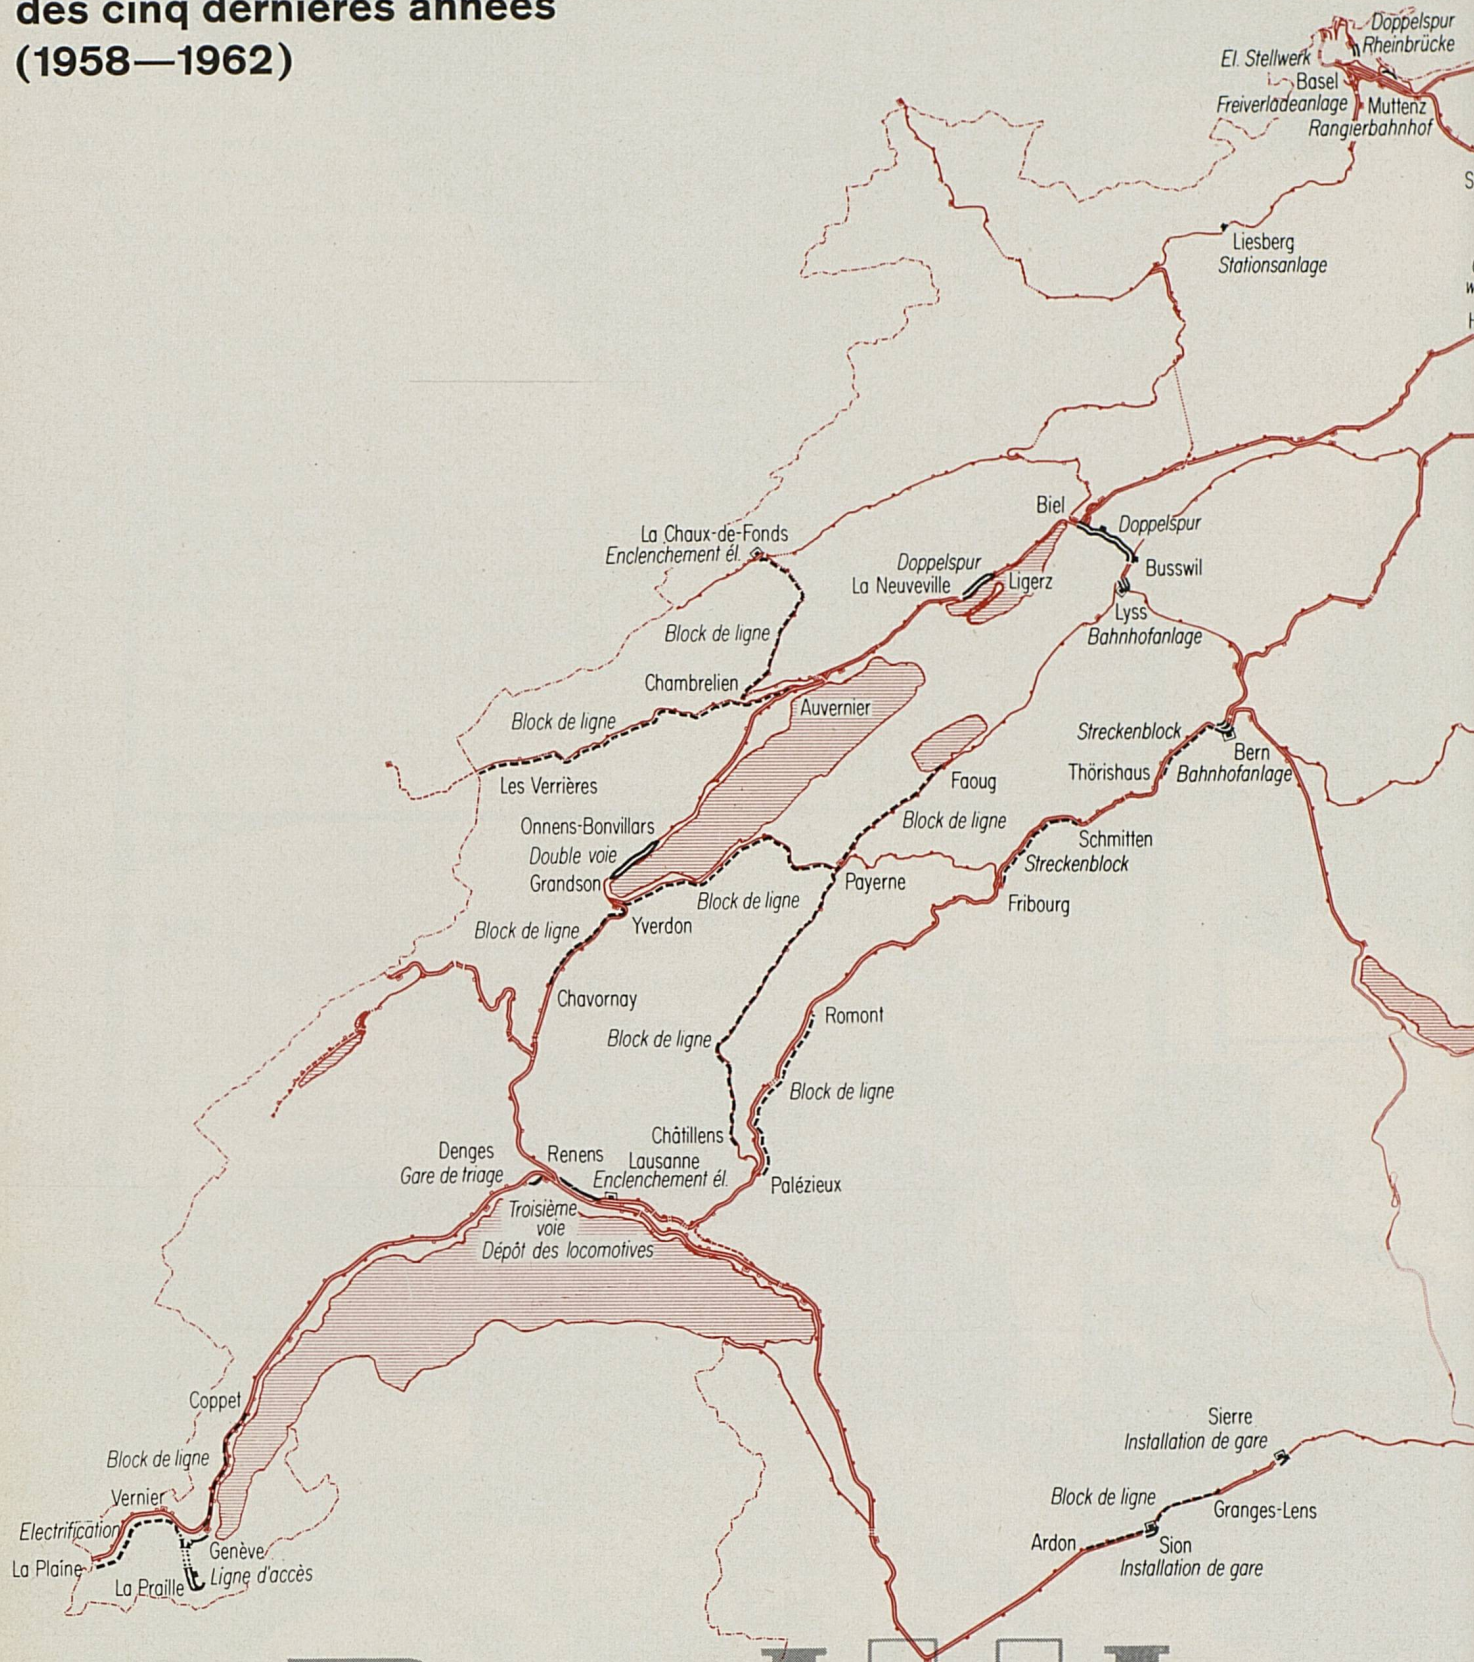 des cinq dernières années
(1958—1962)
Doppelspur
Rheinbrücke
El. Stellwerk
Basel
Freiverladeanlage
Muttenz
Rangierbahnhof
Liesberg
Stationsanlage
Biel
Doppelspur
La Chaux-de-Fonds
Enclenchement él.
Doppelspur
La Neuveville
Ligerz
Busswil
Lyss
Bahnhofanlage
Block de ligne
Chambrelien
Auvernier
Block de ligne
Les Verrières
Streckenblock
Bern
Bahnhofanlage
Thörishaus
Faoug
Block de ligne
Onnens-Bonvillars
Double voie
Grandson
Schmitten
Streckenblock
Payerne
Block de ligne
Fribourg
Yverdon
Block de ligne
Chavornay
Romont
Block de ligne
Block de ligne
Châtillens
Denges
Gare de triage
Renens
Lausanne
Enclenchement él.
Palézieux
Troisième
voie
Dépôt des locomotives
Coppet
Block de ligne
Vernier
Electrification
La Plaine
Genève
Ligne d'accès
La Praille
Sierre
Installation de gare
Block de ligne
Granges-Lens
Ardon
Sion
Installation de gare